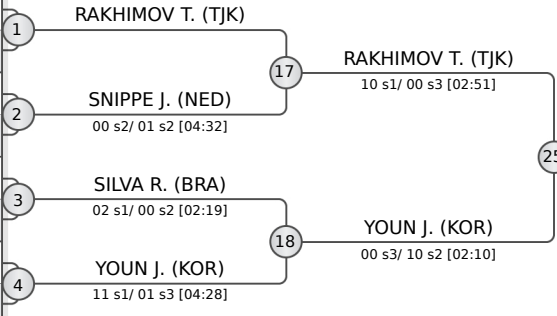 1
RAKHIMOV T. (TJK)
17
RAKHIMOV T. (TJK)
10 s1/ 00 s3 [02:51]
2
SNIPPE J. (NED)
00 s2/ 01 s2 [04:32]
25
3
SILVA R. (BRA)
02 s1/ 00 s2 [02:19]
18
YOUN J. (KOR)
00 s3/ 10 s2 [02:10]
4
YOUN J. (KOR)
11 s1/ 01 s3 [04:28]